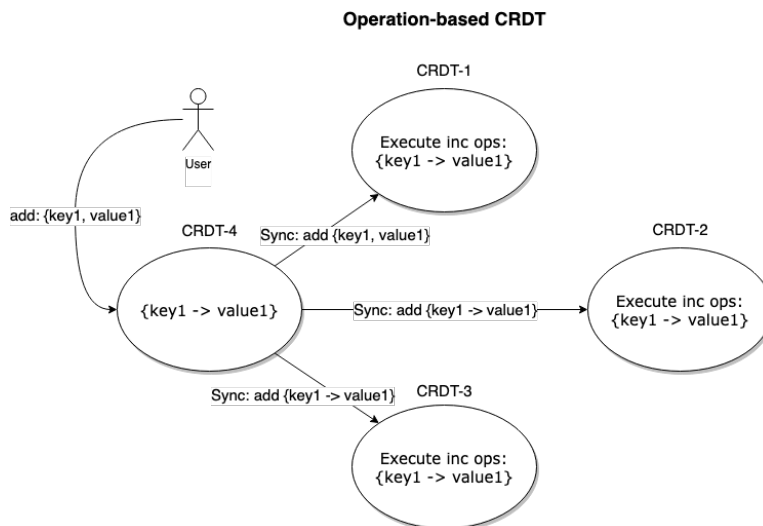 Operation-based CRDT
CRDT-1
Execute inc ops:
{key1 -> value1}
User
add: {key1, value1}
CRDT-4
Sync: add {key1, value1}
CRDT-2
{key1 -> value1}
Sync: add {key1 -> value1}
Execute inc ops:
{key1 -> value1}
Sync: add {key1 -> value1}
CRDT-3
Execute inc ops:
{key1 -> value1}